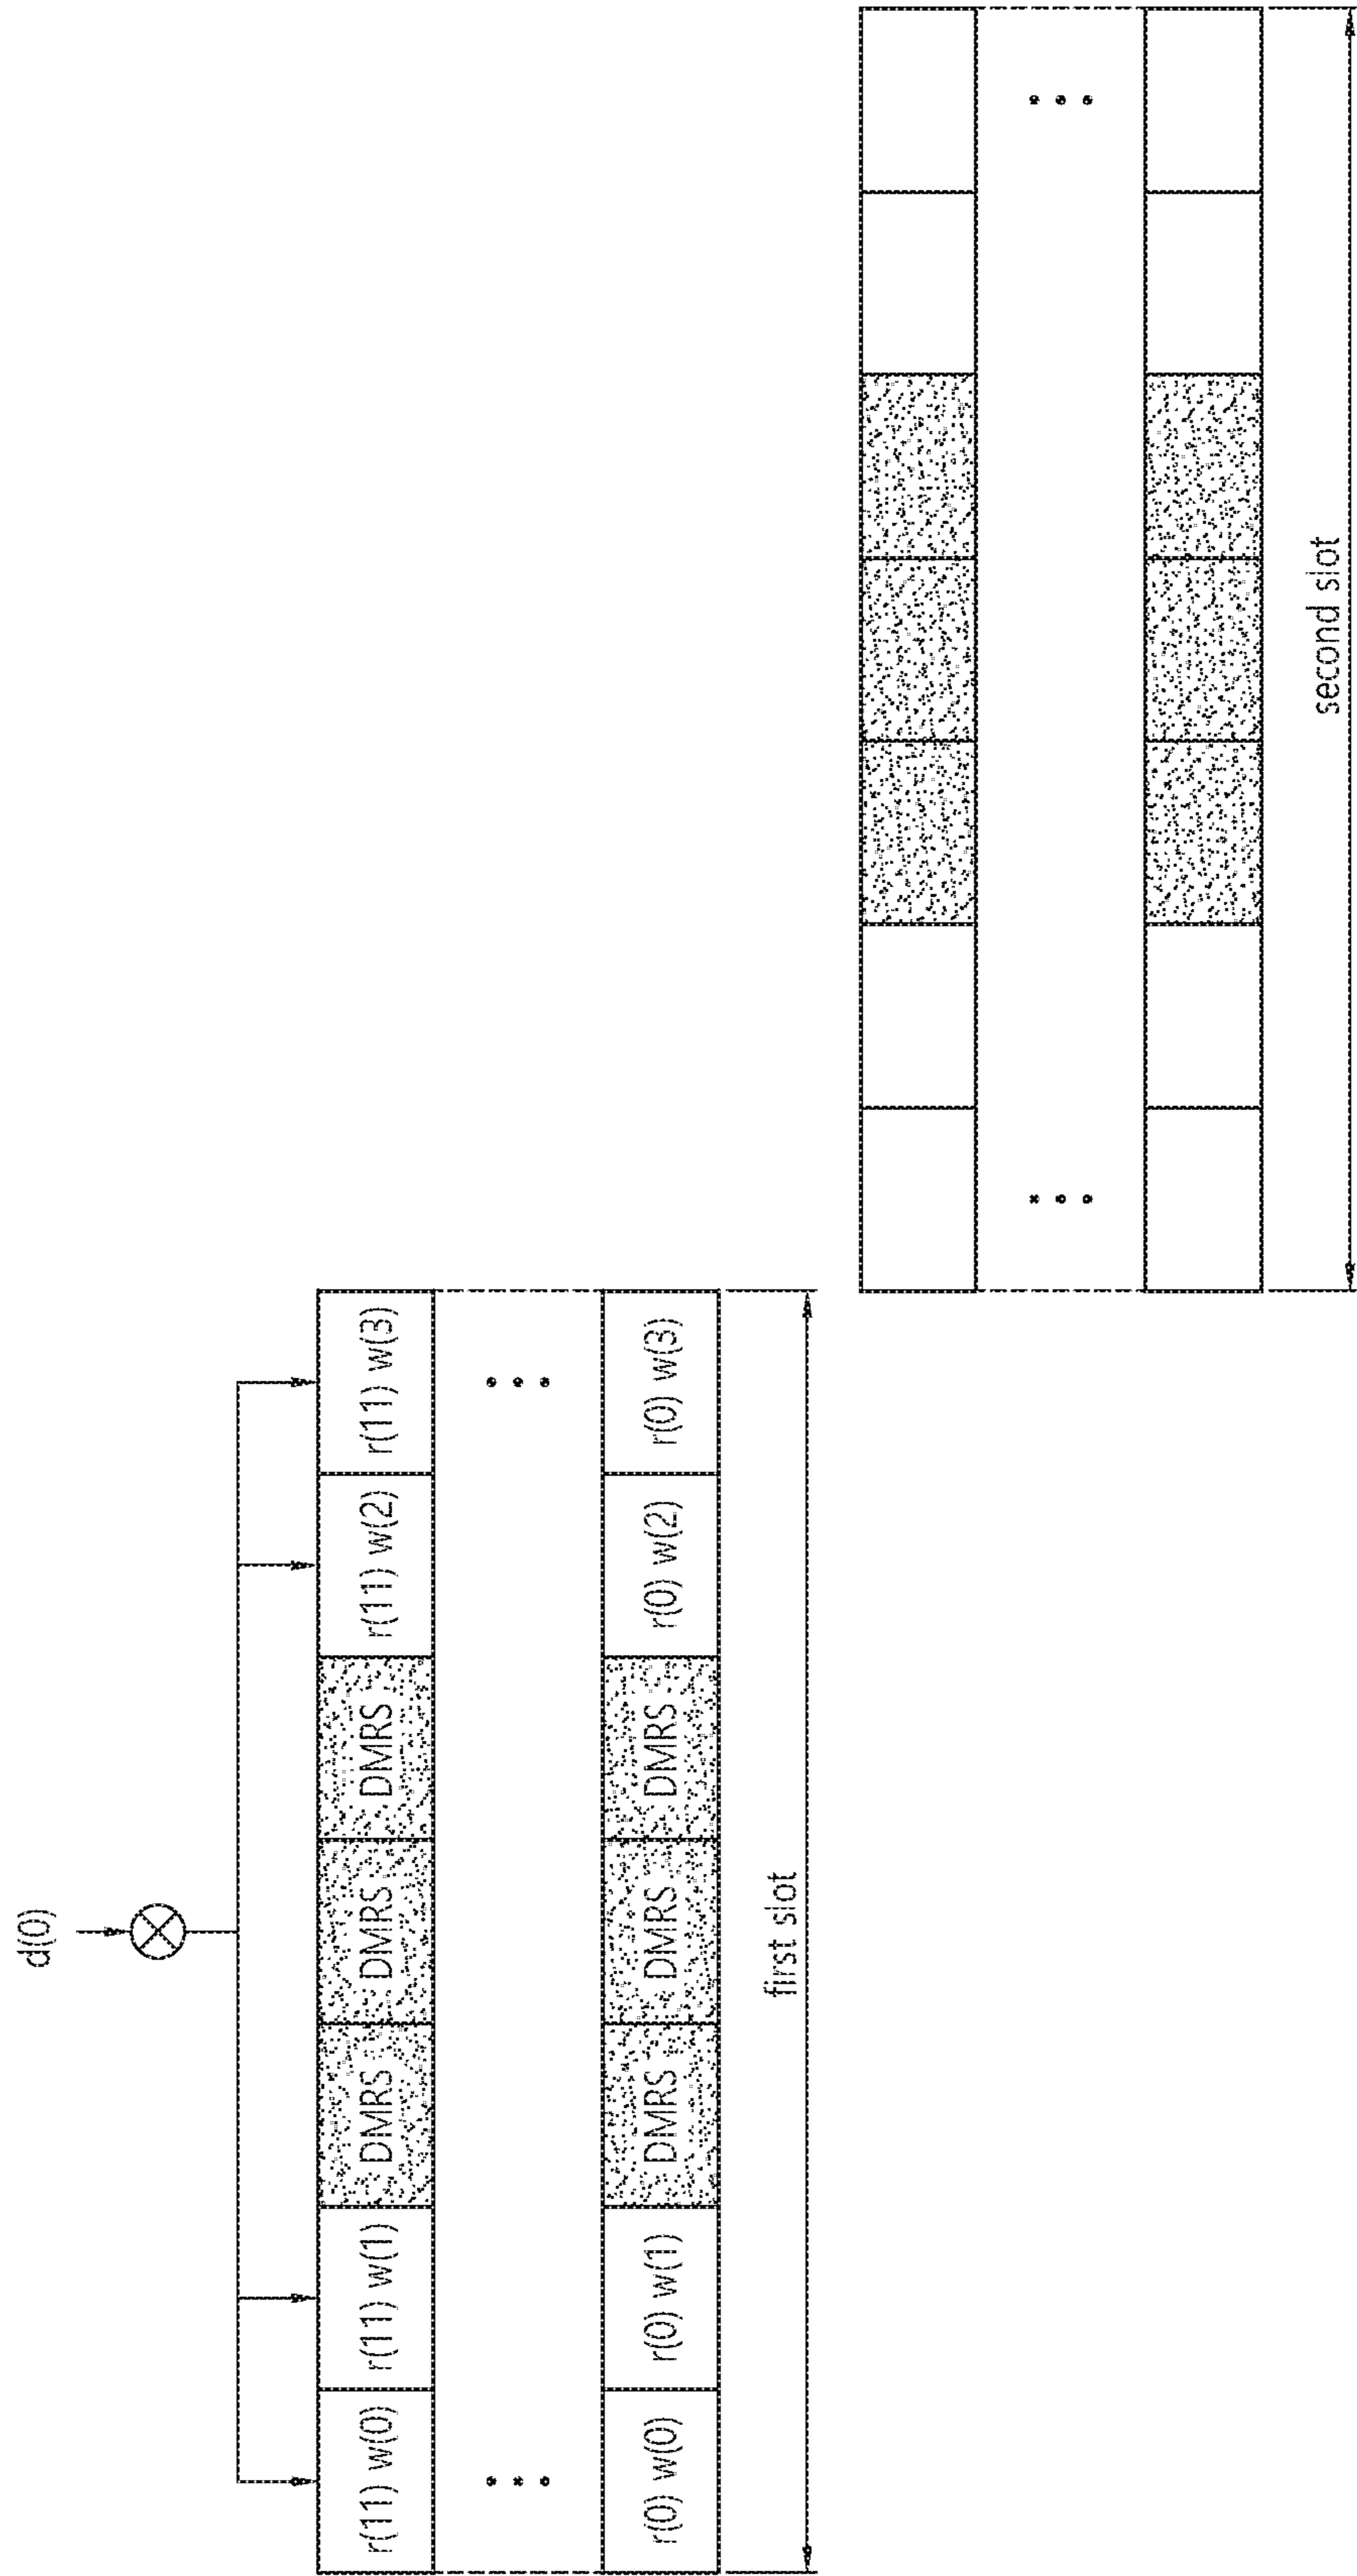 d(0)
r(11) w(0) r(11) w(1) DMRS DMRS DMRS r(11) w(2) r(11) w(3)
r(0) w(0) r(0) w(1) DMRS DMRS DMRS r(0) w(2) r(0) w(3)
first slot
second slot